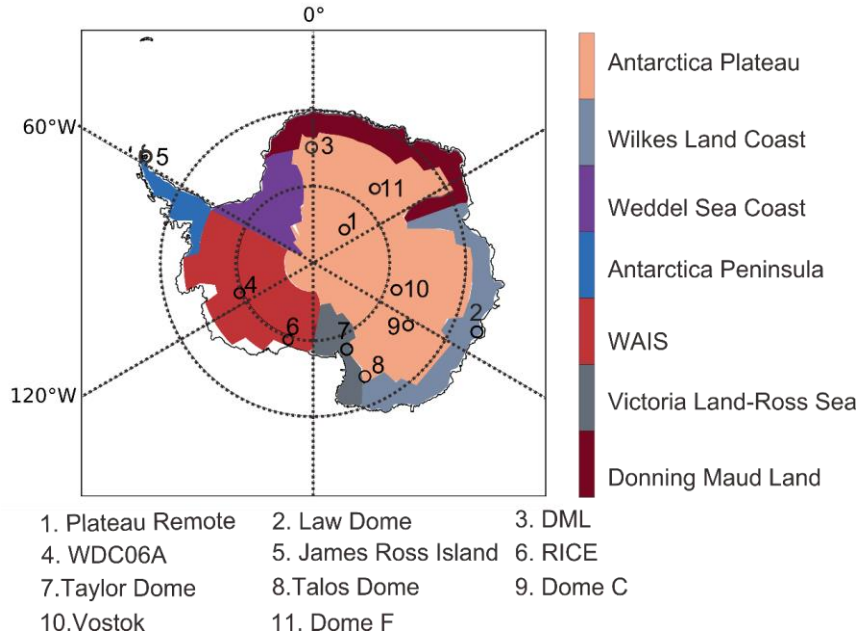 0°
60°W
120°W
5
3
11
1
4
10
9
2
6
7
8
Antarctica Plateau
Wilkes Land Coast
Weddel Sea Coast
Antarctica Peninsula
WAIS
Victoria Land-Ross Sea
Donning Maud Land
1. Plateau Remote 2. Law Dome 3. DML
4. WDC06A 5. James Ross Island 6. RICE
7.Taylor Dome 8.Talos Dome 9. Dome C
10.Vostok 11. Dome F